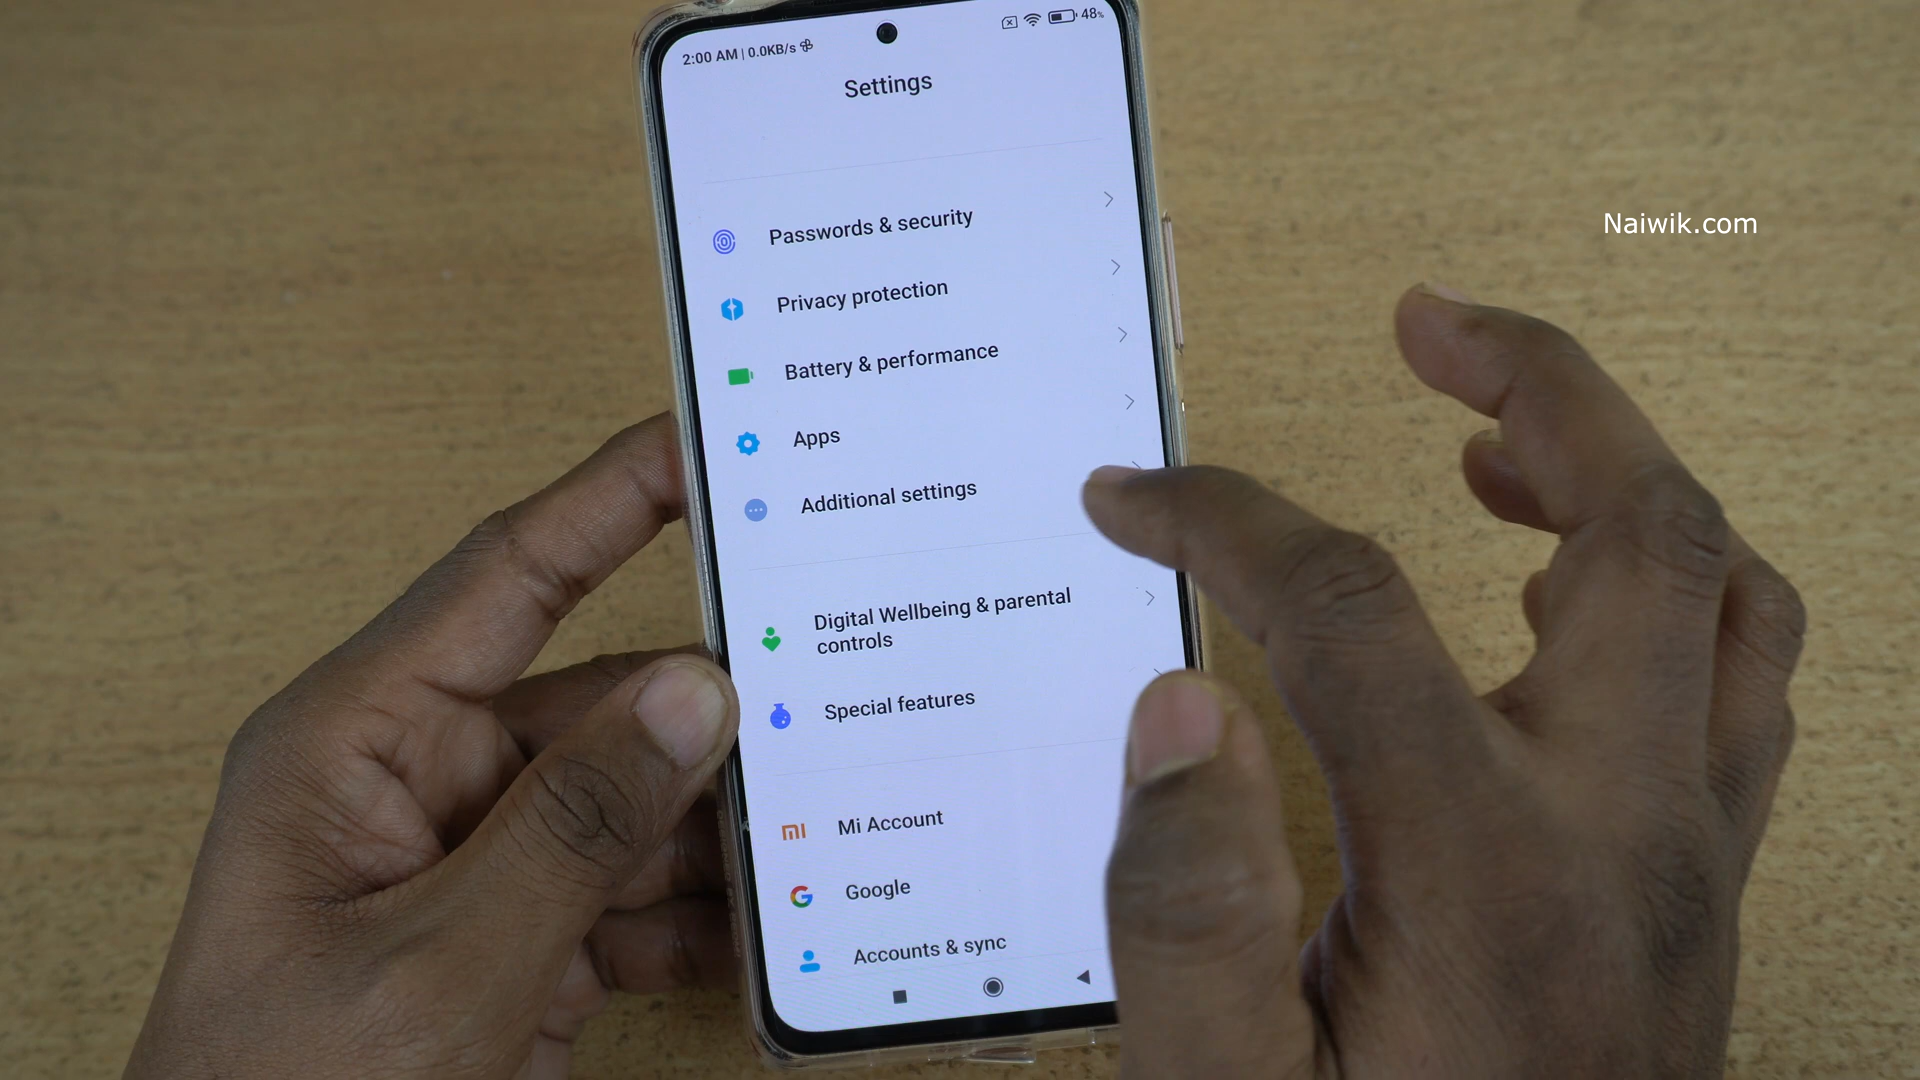 2:00 AM | 0.0KB/s
48%
Settings
Naiwik.com
Passwords & security
Privacy protection
Battery & performance
Apps
Additional settings
Digital Wellbeing & parental
controls
Special features
mi Mi Account
G Google
Accounts & sync